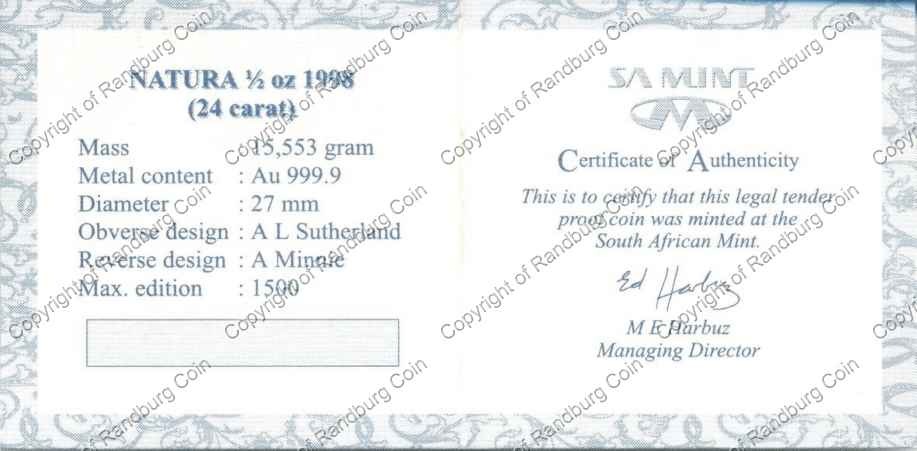 NATURA ½ oz 1998
(24 carat)
Mass : 15,553 gram
Metal content : Au 999.9
Diameter : 27 mm
Obverse design : A L Sutherland
Reverse design : A Minnie
Max. edition : 1500
SA MINT
Certificate of Authenticity
This is to certify that this legal tender
proof coin was minted at the
South African Mint.
Ed Harbuz
M E Harbuz
Managing Director
Copyright of Randburg Coin